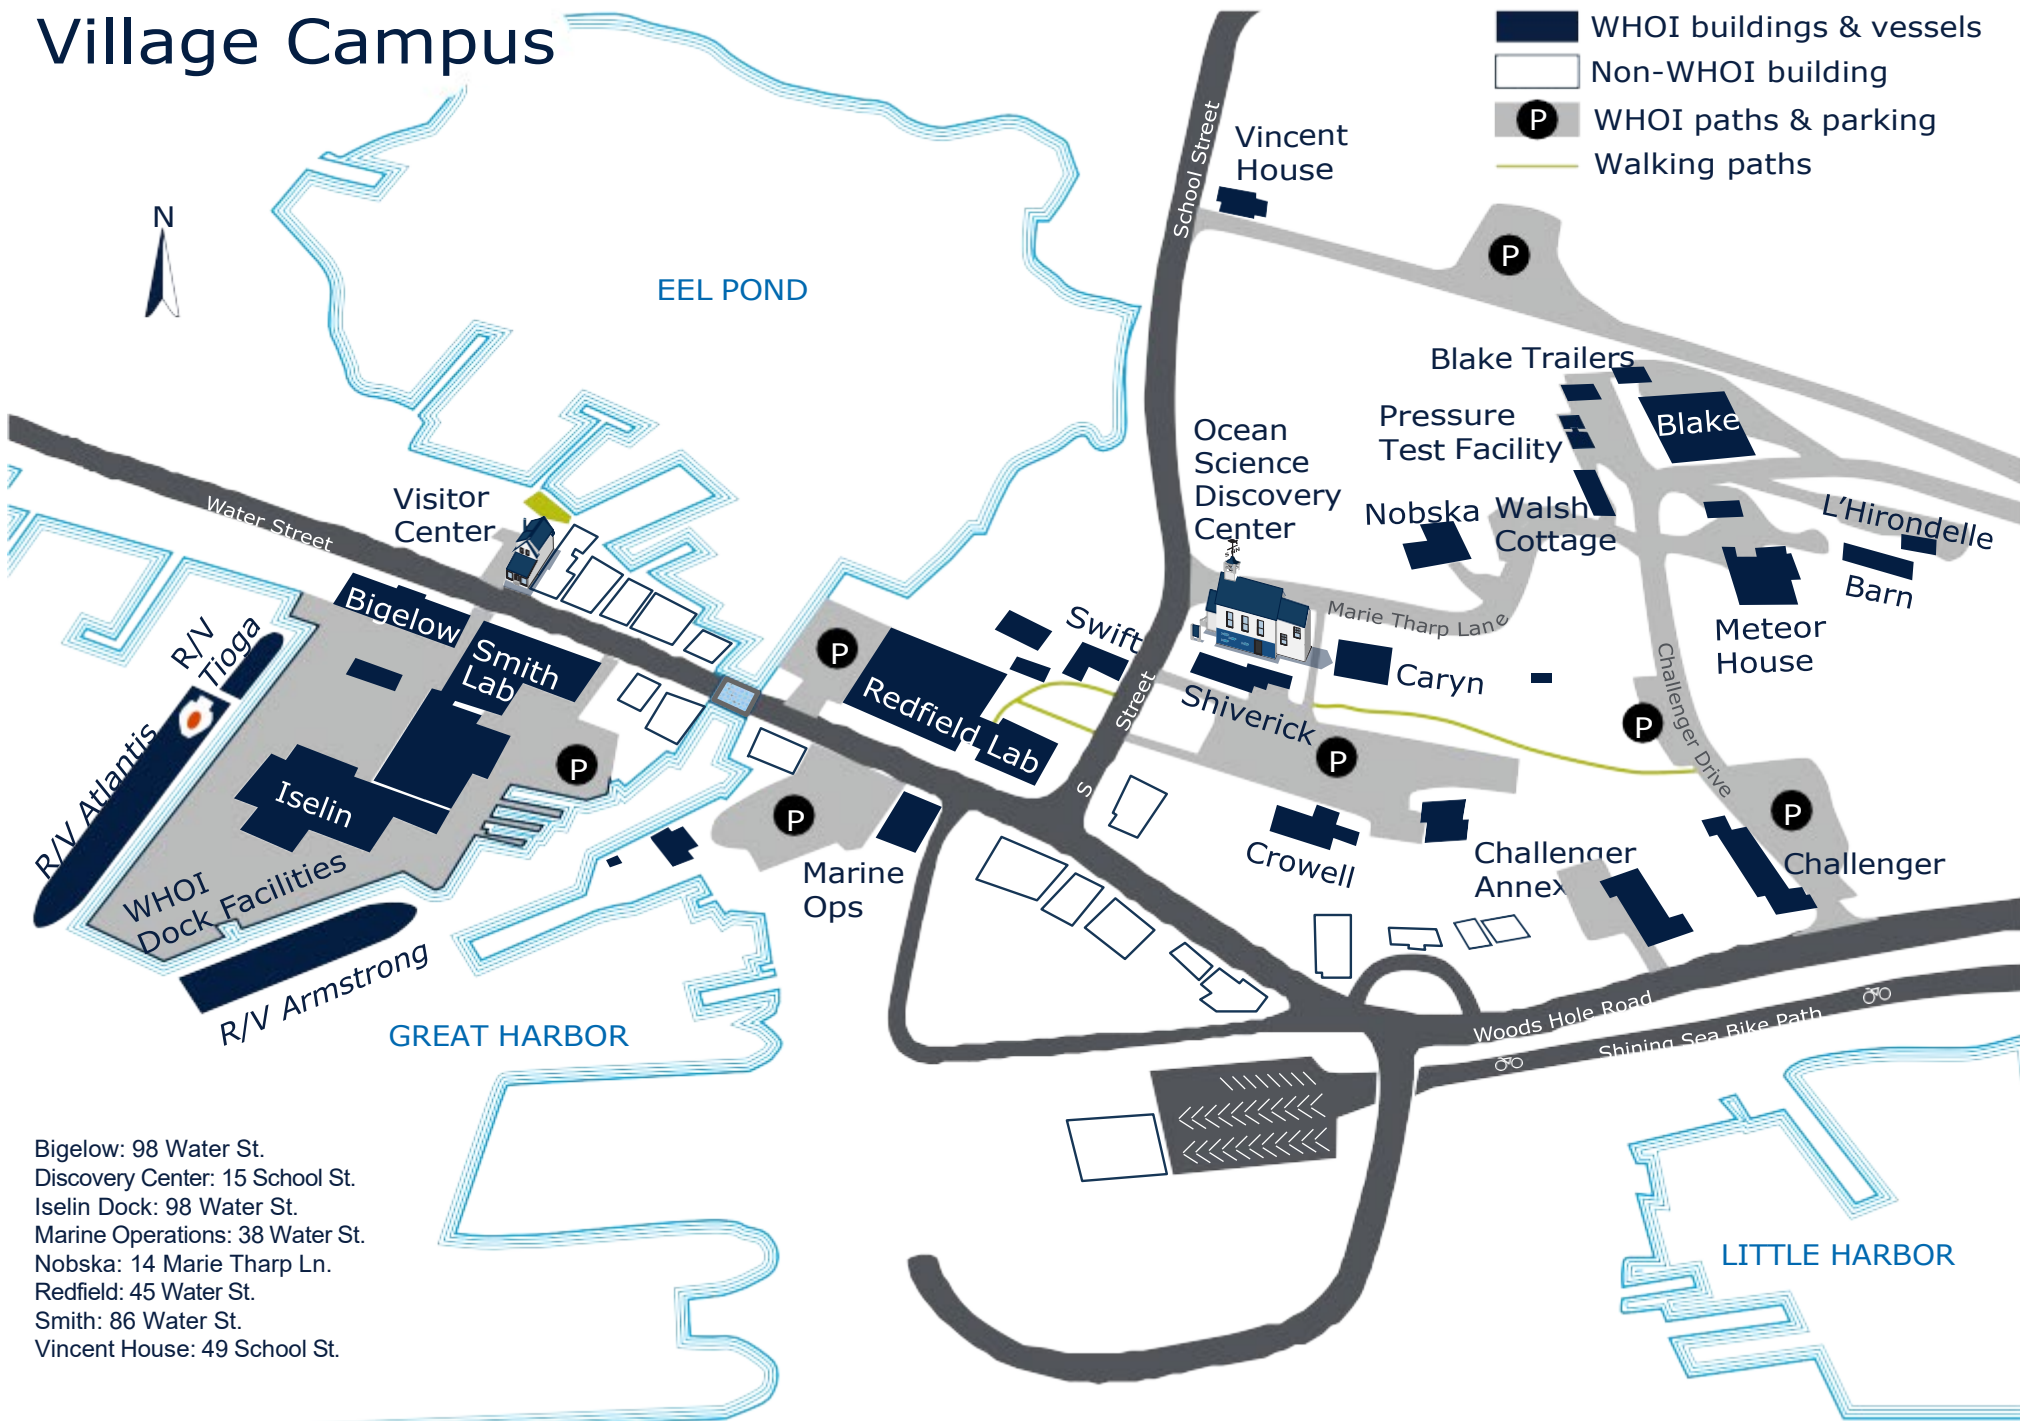 Village Campus
WHOI buildings & vessels
Non-WHOI building
P
WHOI paths & parking
Walking paths
N
School Street
Vincent
House
P
EEL POND
Blake Trailers
Pressure
Test Facility
Blake
Ocean
Science
Discovery
Center
Nobska
Walsh
Cottage
L'Hirondelle
Barn
Meteor
House
Visitor
Center
Water Street
Bigelow
Smith
Lab
R/V
Tioga
R/V Atlantis
Iselin
P
WHOI
Dock Facilities
R/V Armstrong
GREAT HARBOR
P
Redfield Lab
Swift
Street
S
Marie Tharp Lane
Caryn
Shiverick
P
P
Challenger Drive
P
Marine
Ops
P
Crowell
Challenger
Annex
Challenger
Woods Hole Road
Shining Sea Bike Path
LITTLE HARBOR
Bigelow: 98 Water St.
Discovery Center: 15 School St.
Iselin Dock: 98 Water St.
Marine Operations: 38 Water St.
Nobska: 14 Marie Tharp Ln.
Redfield: 45 Water St.
Smith: 86 Water St.
Vincent House: 49 School St.